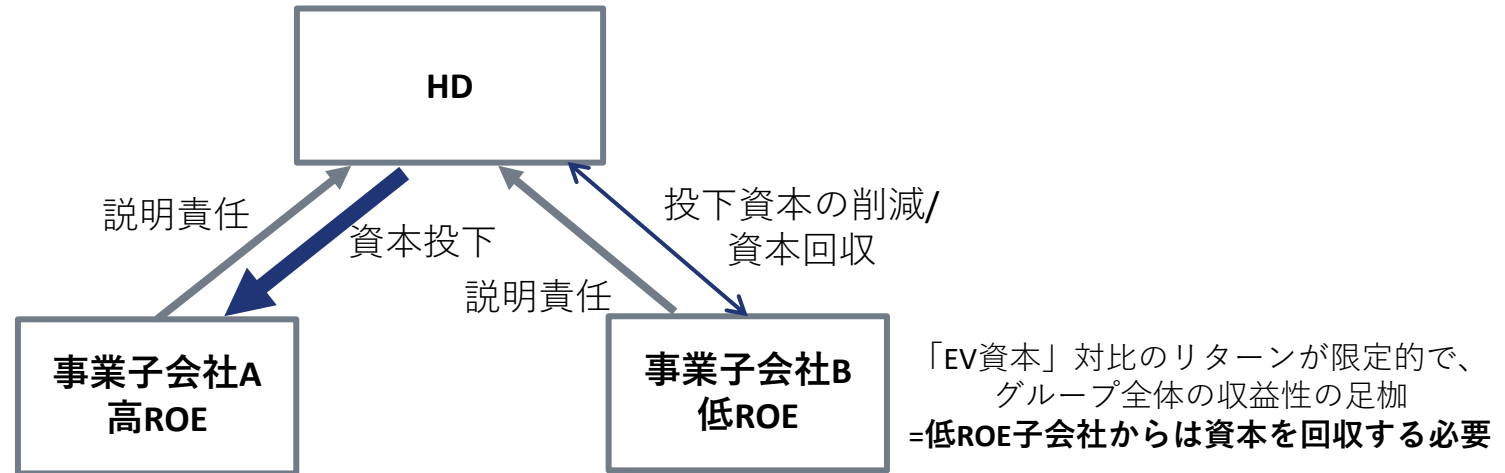 HD
説明責任
資本投下
説明責任
投下資本の削減/
資本回収
事業子会社A
高ROE
事業子会社B
低ROE
「EV資本」対比のリターンが限定的で、
グループ全体の収益性の足枷
=低ROE子会社からは資本を回収する必要